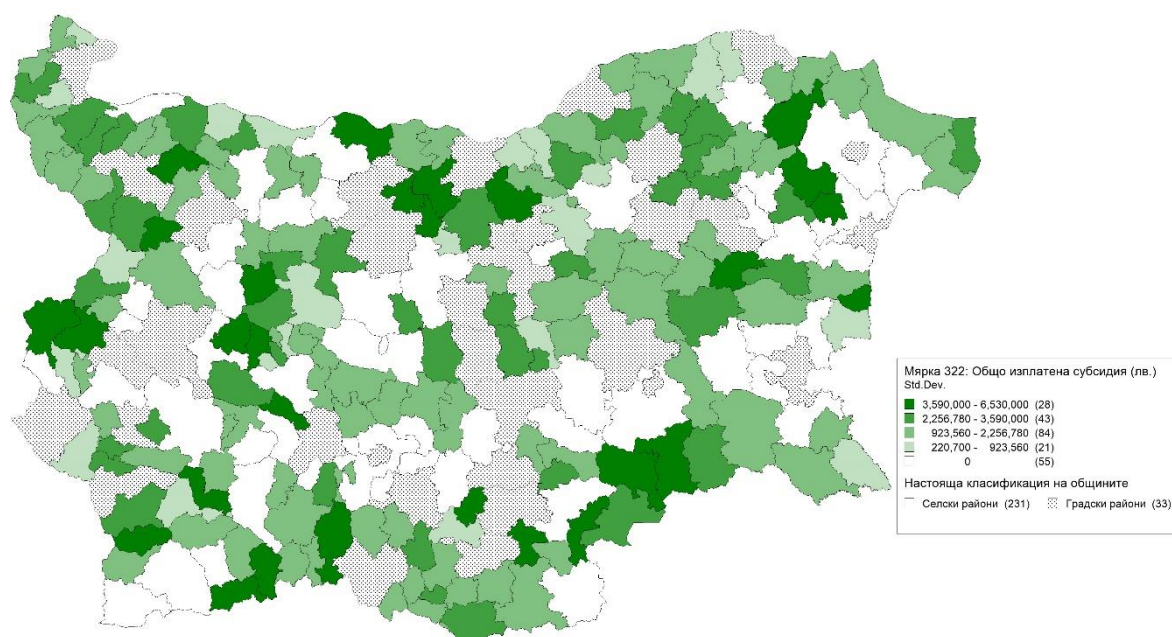 Мярка 322: Общо изплатена субсидия (лв.)
Std.Dev.
3,590,000 - 6,530,000 (28)
2,256,780 - 3,590,000 (43)
923,560 - 2,256,780 (84)
220,700 - 923,560 (21)
0 (55)
Настояща класификация на общините
Селски райони (231) Градски райони (33)